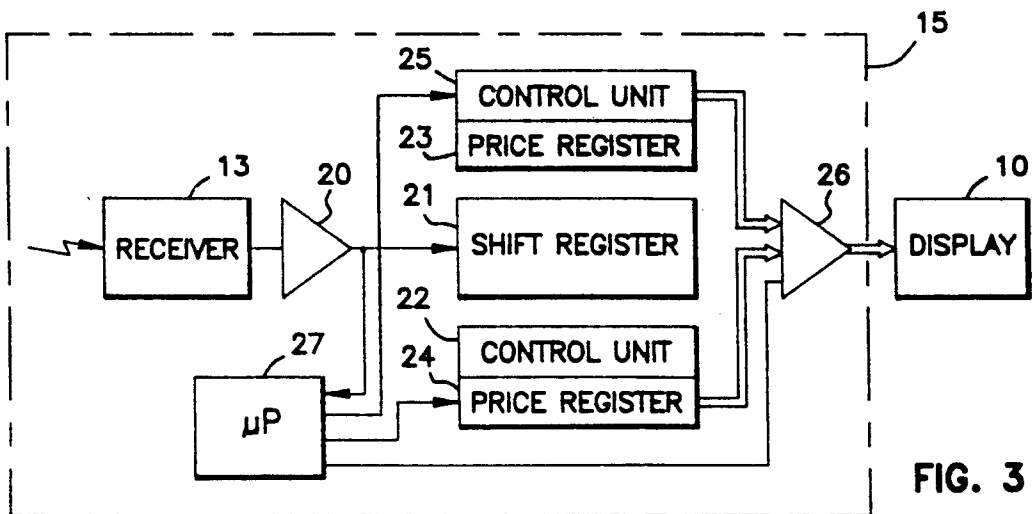 15
25
CONTROL UNIT
23
PRICE REGISTER
13
20
21
26
10
RECEIVER
SHIFT REGISTER
DISPLAY
22
CONTROL UNIT
27
24
PRICE REGISTER
μP
FIG. 3